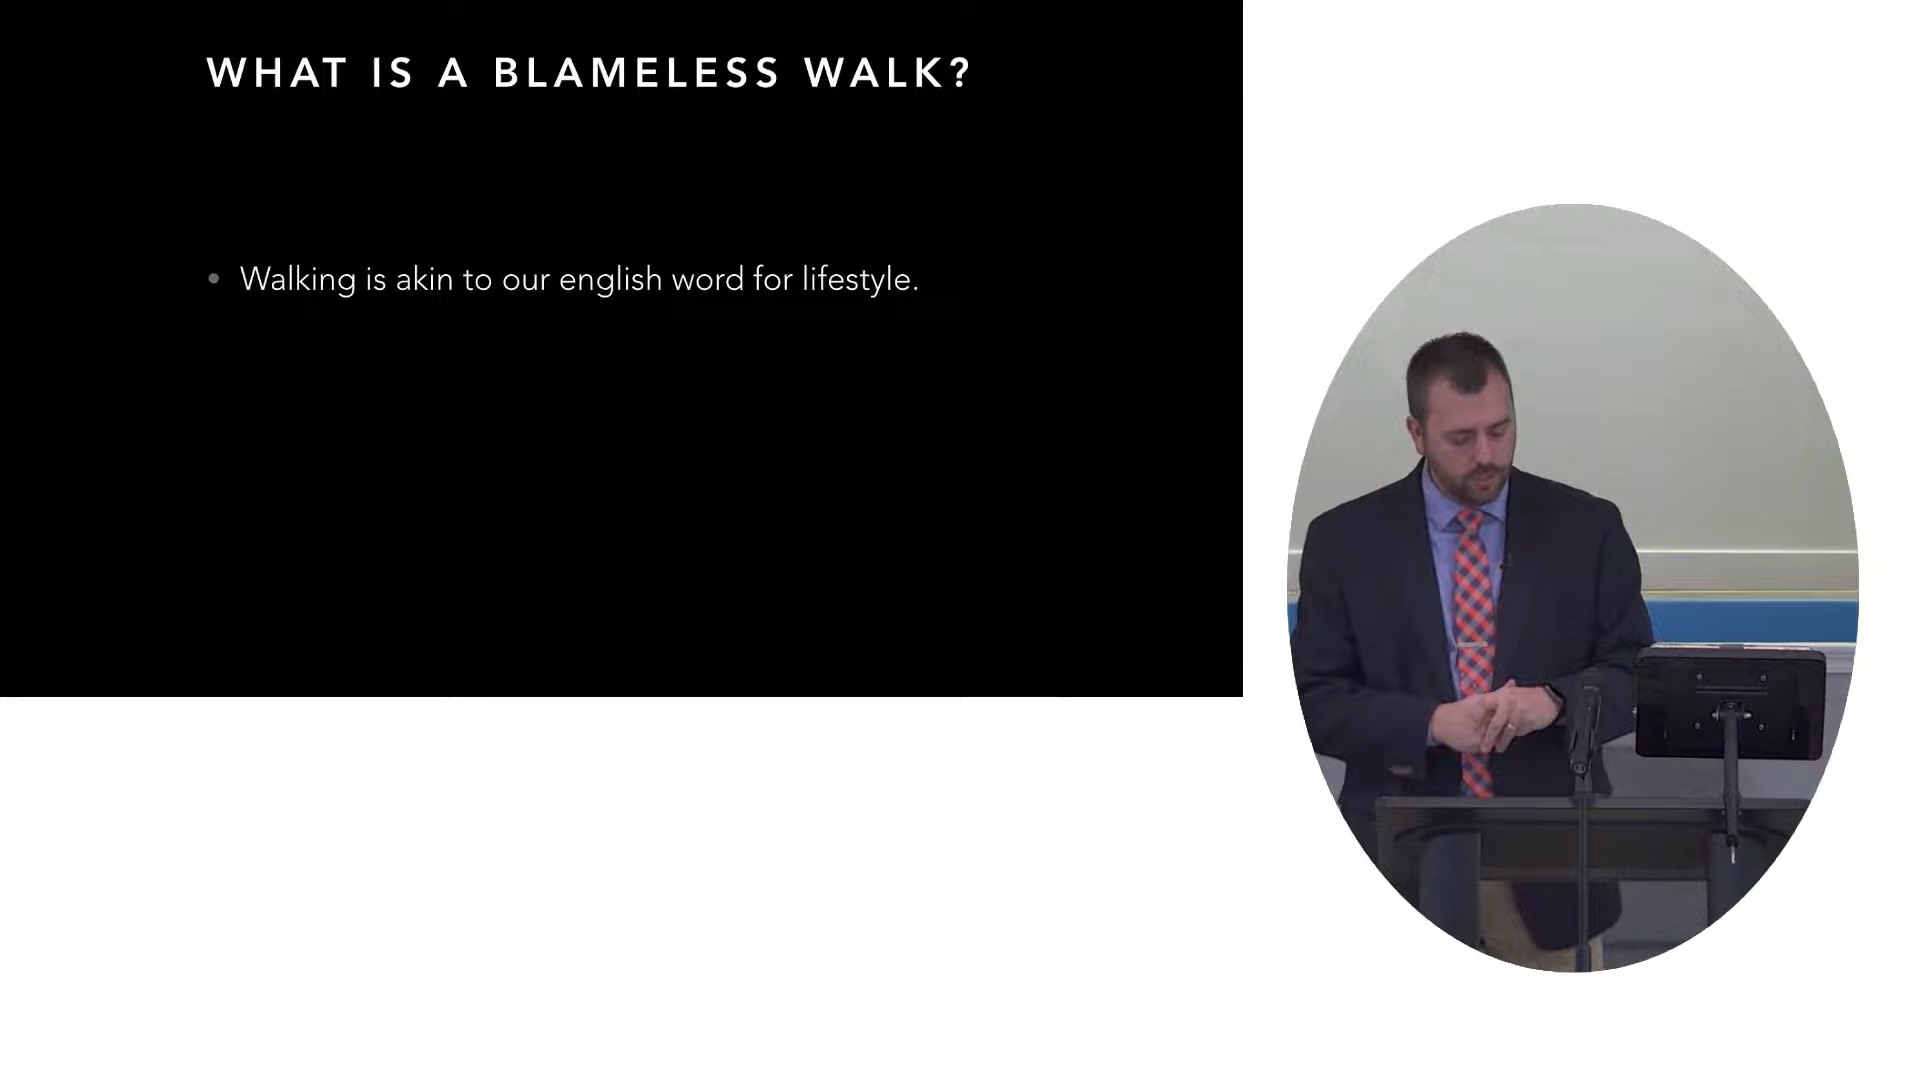 WHAT IS A BLAMELESS WALK?
• Walking is akin to our english word for lifestyle.